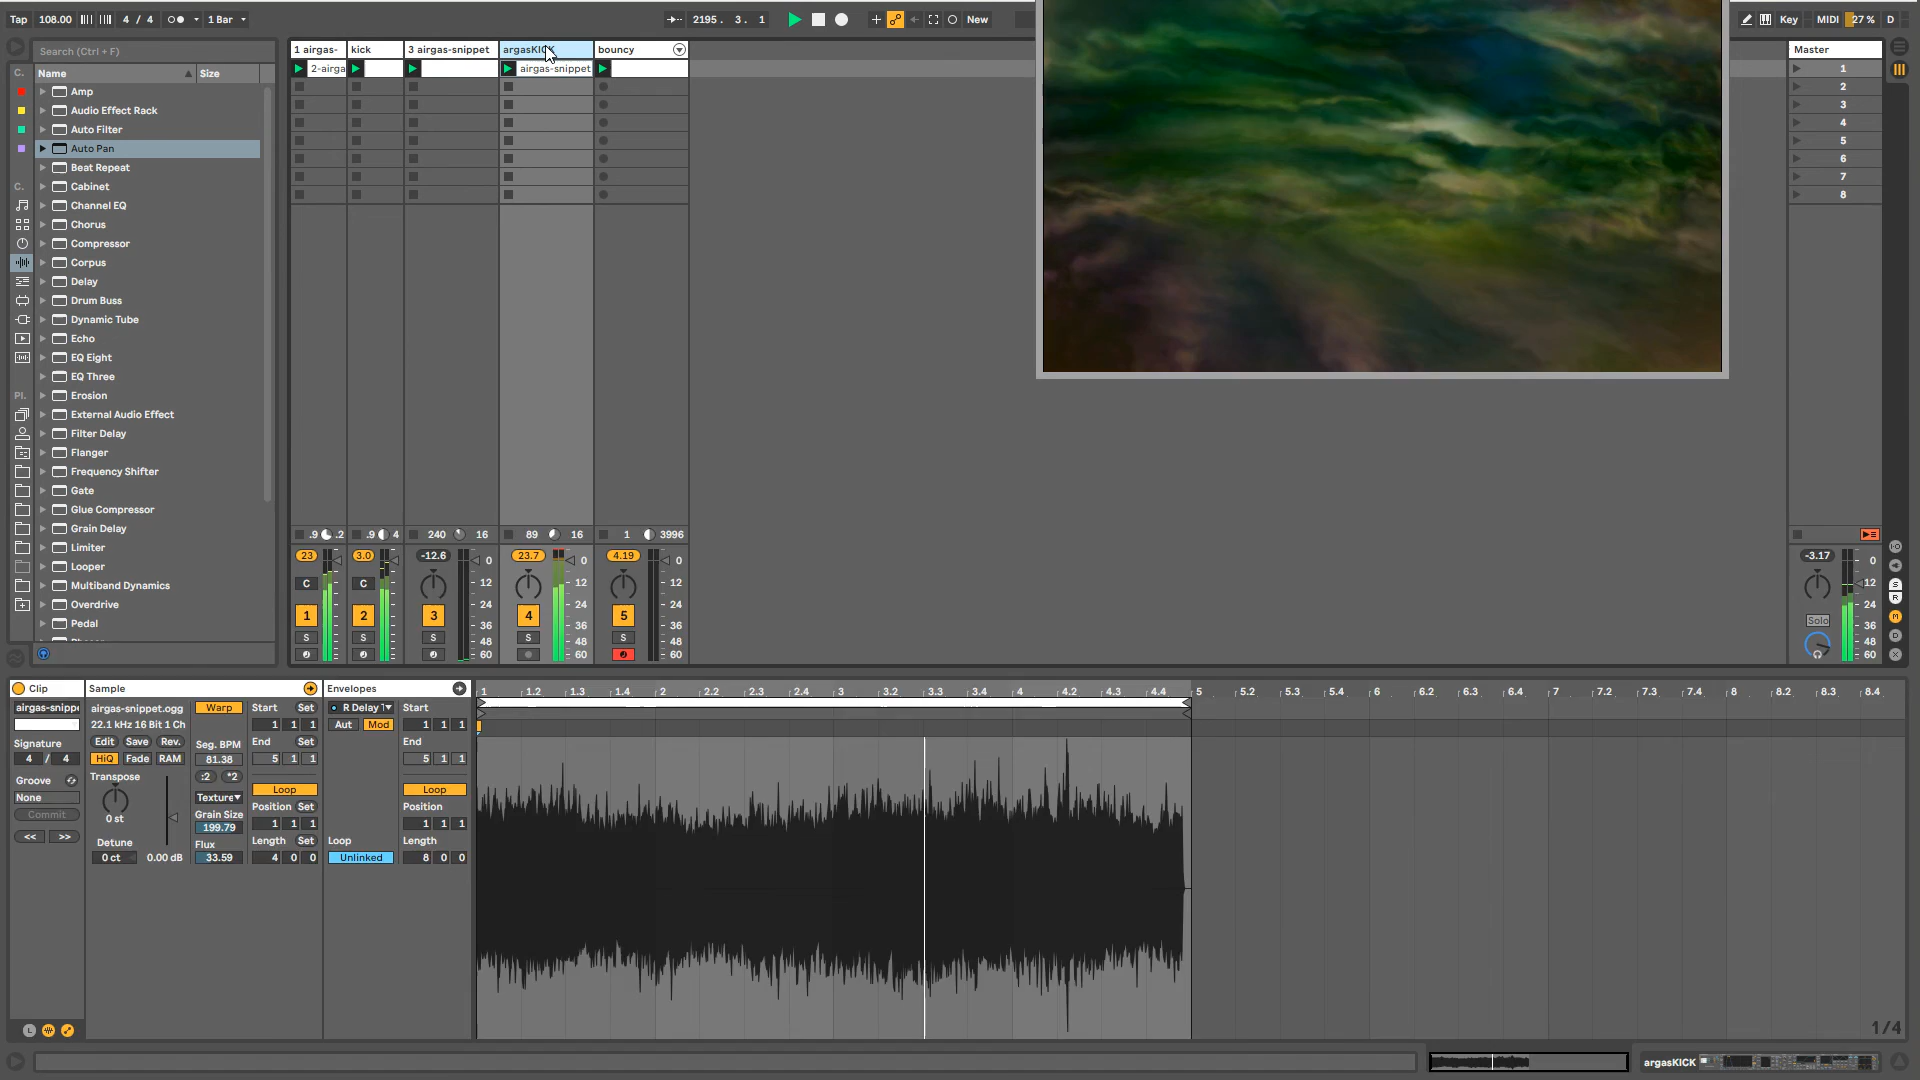 Tap 108.00 4 / 4 1 Bar 2195. 3. 1 New Key MIDI 27 % D
Search (Ctrl + F)
1 airgas- kick 3 airgas-snippet argasKICK bouncy Master
C. Name Size
2-airga airgas-snippet 1
Amp 2
Audio Effect Rack 3
Auto Filter 4
Auto Pan 5
Beat Repeat 6
C. Cabinet 7
Channel EQ 8
Chorus
Compressor
Corpus
Delay
Drum Buss
Dynamic Tube
Echo
EQ Eight
EQ Three
Pl. Erosion
External Audio Effect
Filter Delay
Flanger
Frequency Shifter
Gate
Glue Compressor
Grain Delay
Limiter
Looper
Multiband Dynamics
Overdrive
Pedal
.9 .2 .9 4 240 16 89 16 1 3996
23 3.0 -12.6 0 23.7 0 4.19 0 -3.17 0
C C 12 12 12 12
1 2 3 24 4 24 5 24 24
36 36 36 Solo 36
S S S 48 S 48 S 48 48
60 60 60 60
I·O S R M D X
Clip Sample Envelopes 1 1.2 1.3 1.4 2 2.2 2.3 2.4 3 3.2 3.3 3.4 4 4.2 4.3 4.4 5 5.2 5.3 5.4 6 6.2 6.3 6.4 7 7.2 7.3 7.4 8 8.2 8.3 8.4
airgas-snippe airgas-snippet.ogg Warp Start Set R Delay Start
22.1 kHz 16 Bit 1 Ch 1 1 1 Aut Mod 1 1 1
Signature Edit Save Rev. Seg. BPM End Set End
4 / 4 HiQ Fade RAM 81.38 5 1 1 5 1 1
Groove Transpose :2 *2
None Texture Loop Loop
Commit Grain Size Position Set Position
0 st 199.79 1 1 1 1 1 1
<< >> Detune Flux Length Set Loop Length
0 ct 0.00 dB 33.59 4 0 0 Unlinked 8 0 0
L 1/4
argasKICK